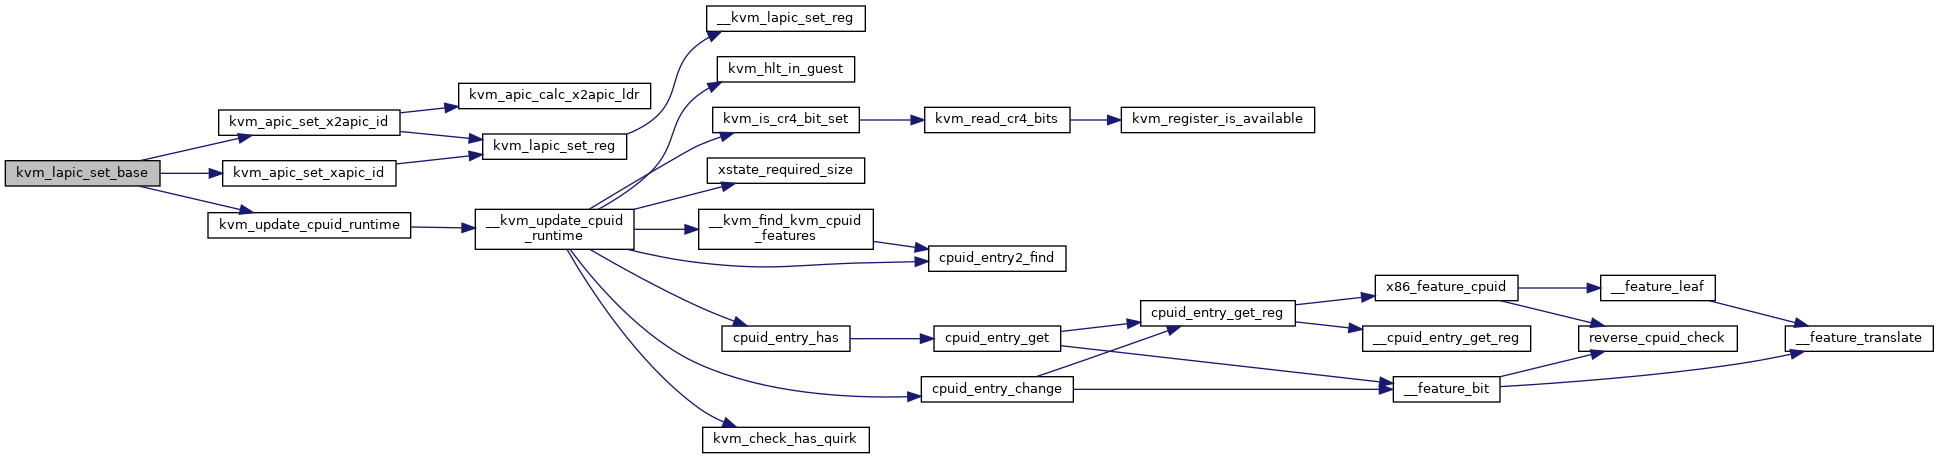 __kvm_lapic_set_reg
kvm_hlt_in_guest
kvm_apic_calc_x2apic_ldr
kvm_apic_set_x2apic_id
kvm_is_cr4_bit_set
kvm_read_cr4_bits
kvm_register_is_available
kvm_lapic_set_reg
kvm_lapic_set_base
kvm_apic_set_xapic_id
xstate_required_size
kvm_update_cpuid_runtime
__kvm_update_cpuid
_runtime
__kvm_find_kvm_cpuid
_features
cpuid_entry2_find
x86_feature_cpuid
__feature_leaf
cpuid_entry_get_reg
cpuid_entry_has
cpuid_entry_get
__cpuid_entry_get_reg
reverse_cpuid_check
__feature_translate
cpuid_entry_change
__feature_bit
kvm_check_has_quirk